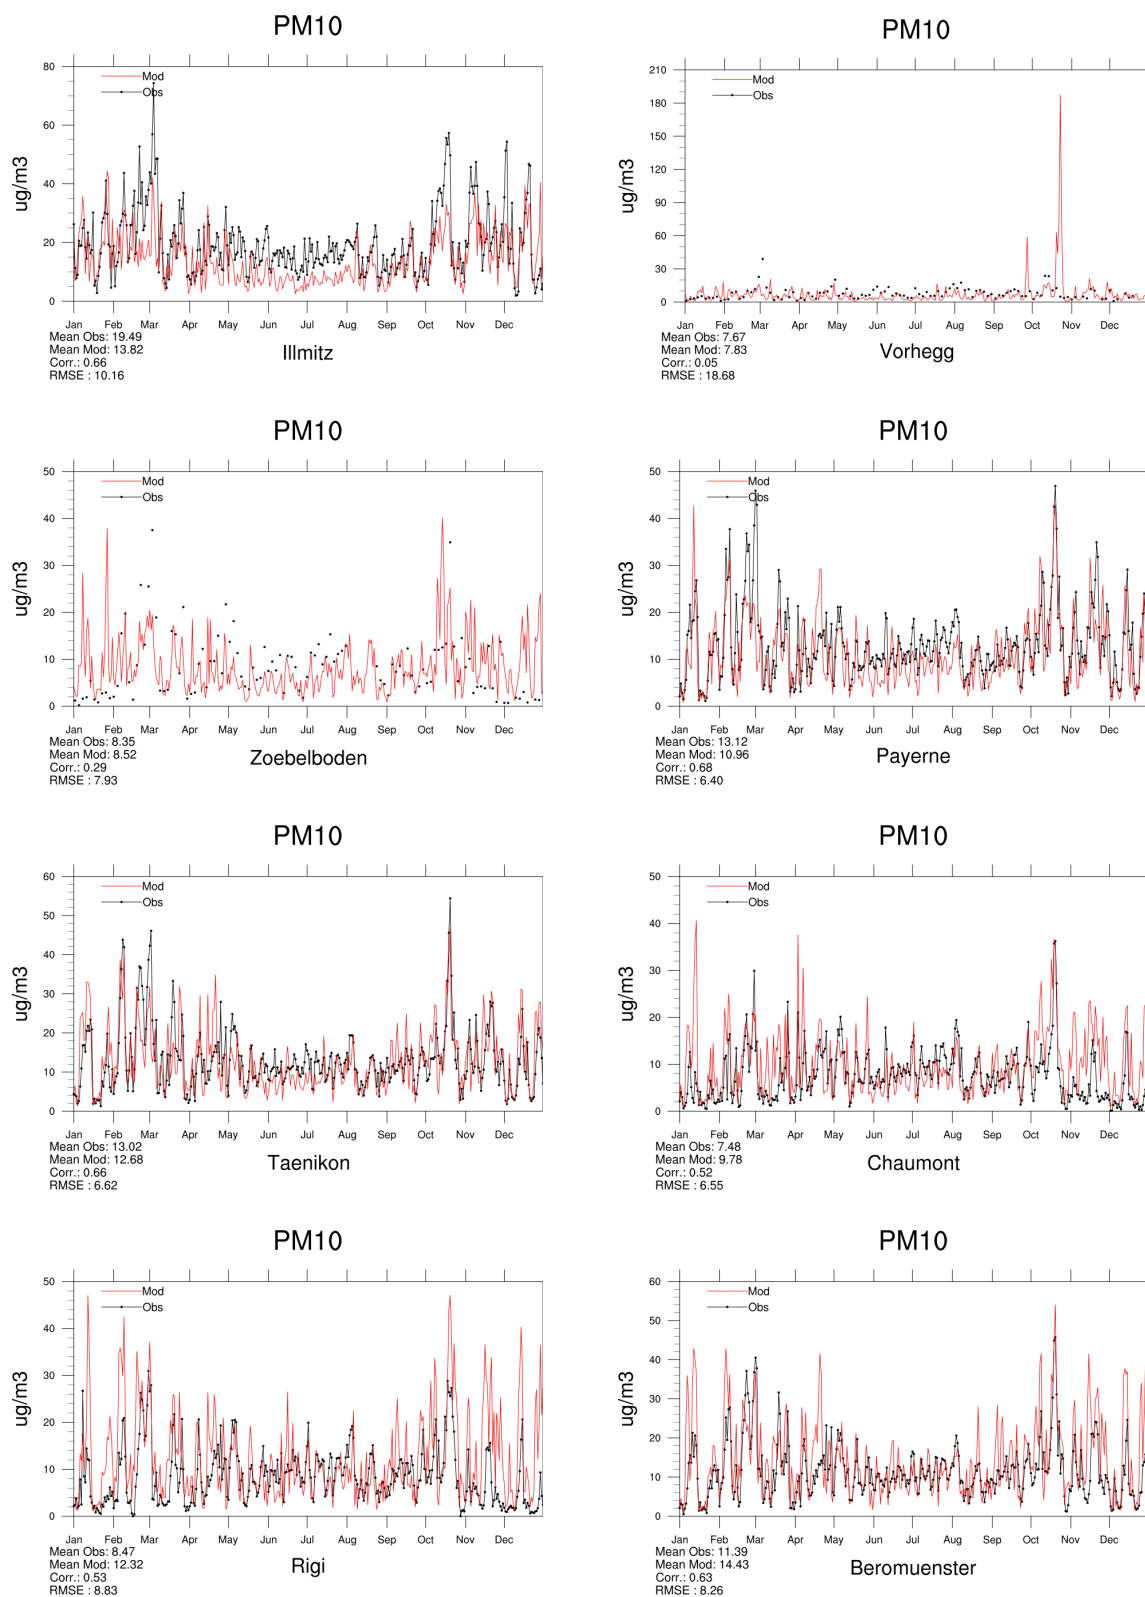 PM10
80
60
40
20
0
ug/m3
Mod
Obs
Jan Feb Mar Apr May Jun Jul Aug Sep Oct Nov Dec
Mean Obs: 19.49
Mean Mod: 13.82
Corr.: 0.66
RMSE : 10.16
Illmitz
PM10
210
180
150
120
90
60
30
0
ug/m3
Mod
Obs
Jan Feb Mar Apr May Jun Jul Aug Sep Oct Nov Dec
Mean Obs: 7.67
Mean Mod: 7.83
Corr.: 0.05
RMSE : 18.68
Vorhegg
PM10
50
40
30
20
10
0
ug/m3
Mod
Obs
Jan Feb Mar Apr May Jun Jul Aug Sep Oct Nov Dec
Mean Obs: 8.35
Mean Mod: 8.52
Corr.: 0.29
RMSE : 7.93
Zoebelboden
PM10
50
40
30
20
10
0
ug/m3
Mod
Obs
Jan Feb Mar Apr May Jun Jul Aug Sep Oct Nov Dec
Mean Obs: 13.12
Mean Mod: 10.96
Corr.: 0.68
RMSE : 6.40
Payerne
PM10
60
50
40
30
20
10
0
ug/m3
Mod
Obs
Jan Feb Mar Apr May Jun Jul Aug Sep Oct Nov Dec
Mean Obs: 13.02
Mean Mod: 12.68
Corr.: 0.66
RMSE : 6.62
Taenikon
PM10
50
40
30
20
10
0
ug/m3
Mod
Obs
Jan Feb Mar Apr May Jun Jul Aug Sep Oct Nov Dec
Mean Obs: 7.48
Mean Mod: 9.78
Corr.: 0.52
RMSE : 6.55
Chaumont
PM10
50
40
30
20
10
0
ug/m3
Mod
Obs
Jan Feb Mar Apr May Jun Jul Aug Sep Oct Nov Dec
Mean Obs: 8.47
Mean Mod: 12.32
Corr.: 0.53
RMSE : 8.83
Rigi
PM10
60
50
40
30
20
10
0
ug/m3
Mod
Obs
Jan Feb Mar Apr May Jun Jul Aug Sep Oct Nov Dec
Mean Obs: 11.39
Mean Mod: 14.43
Corr.: 0.63
RMSE : 8.26
Beromuenster